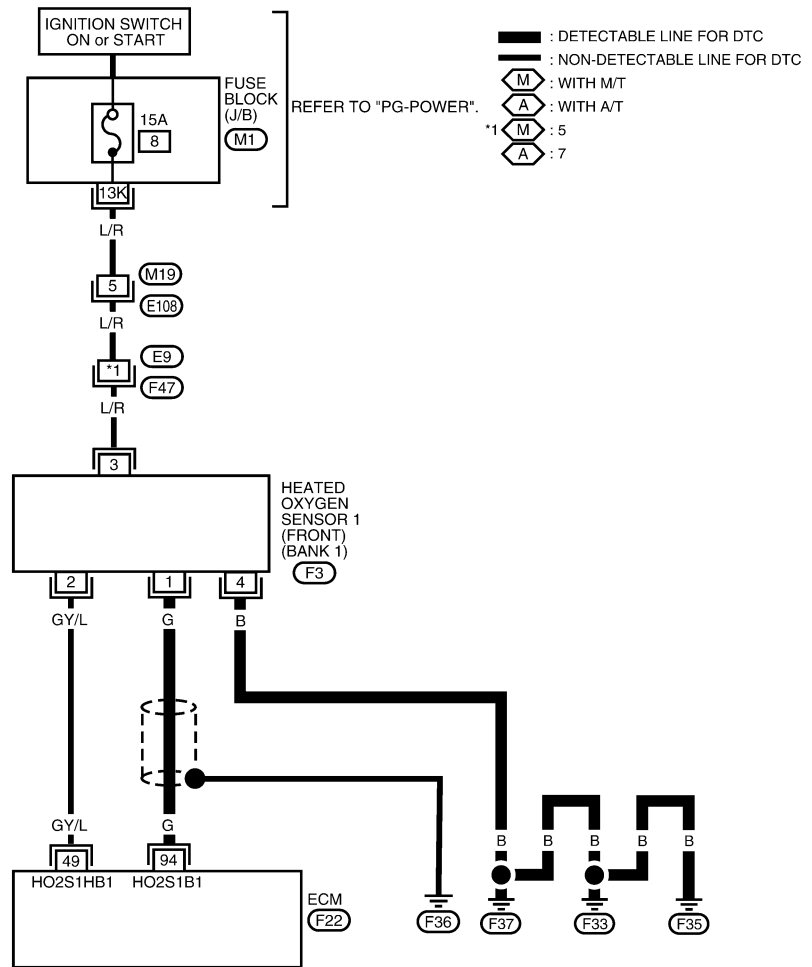 IGNITION SWITCH
ON or START
FUSE
BLOCK
(J/B)
M1
15A
8
REFER TO "PG-POWER".
: DETECTABLE LINE FOR DTC
: NON-DETECTABLE LINE FOR DTC
M : WITH M/T
A : WITH A/T
*1 M : 5
A : 7
13K
L/R
5
M19
E108
L/R
*1
E9
F47
L/R
3
HEATED
OXYGEN
SENSOR 1
(FRONT)
(BANK 1)
F3
2 1 4
GY/L G B
GY/L G
B B B B B
49 94
HO2S1HB1 HO2S1B1
ECM
F22
F36 F37 F33 F35